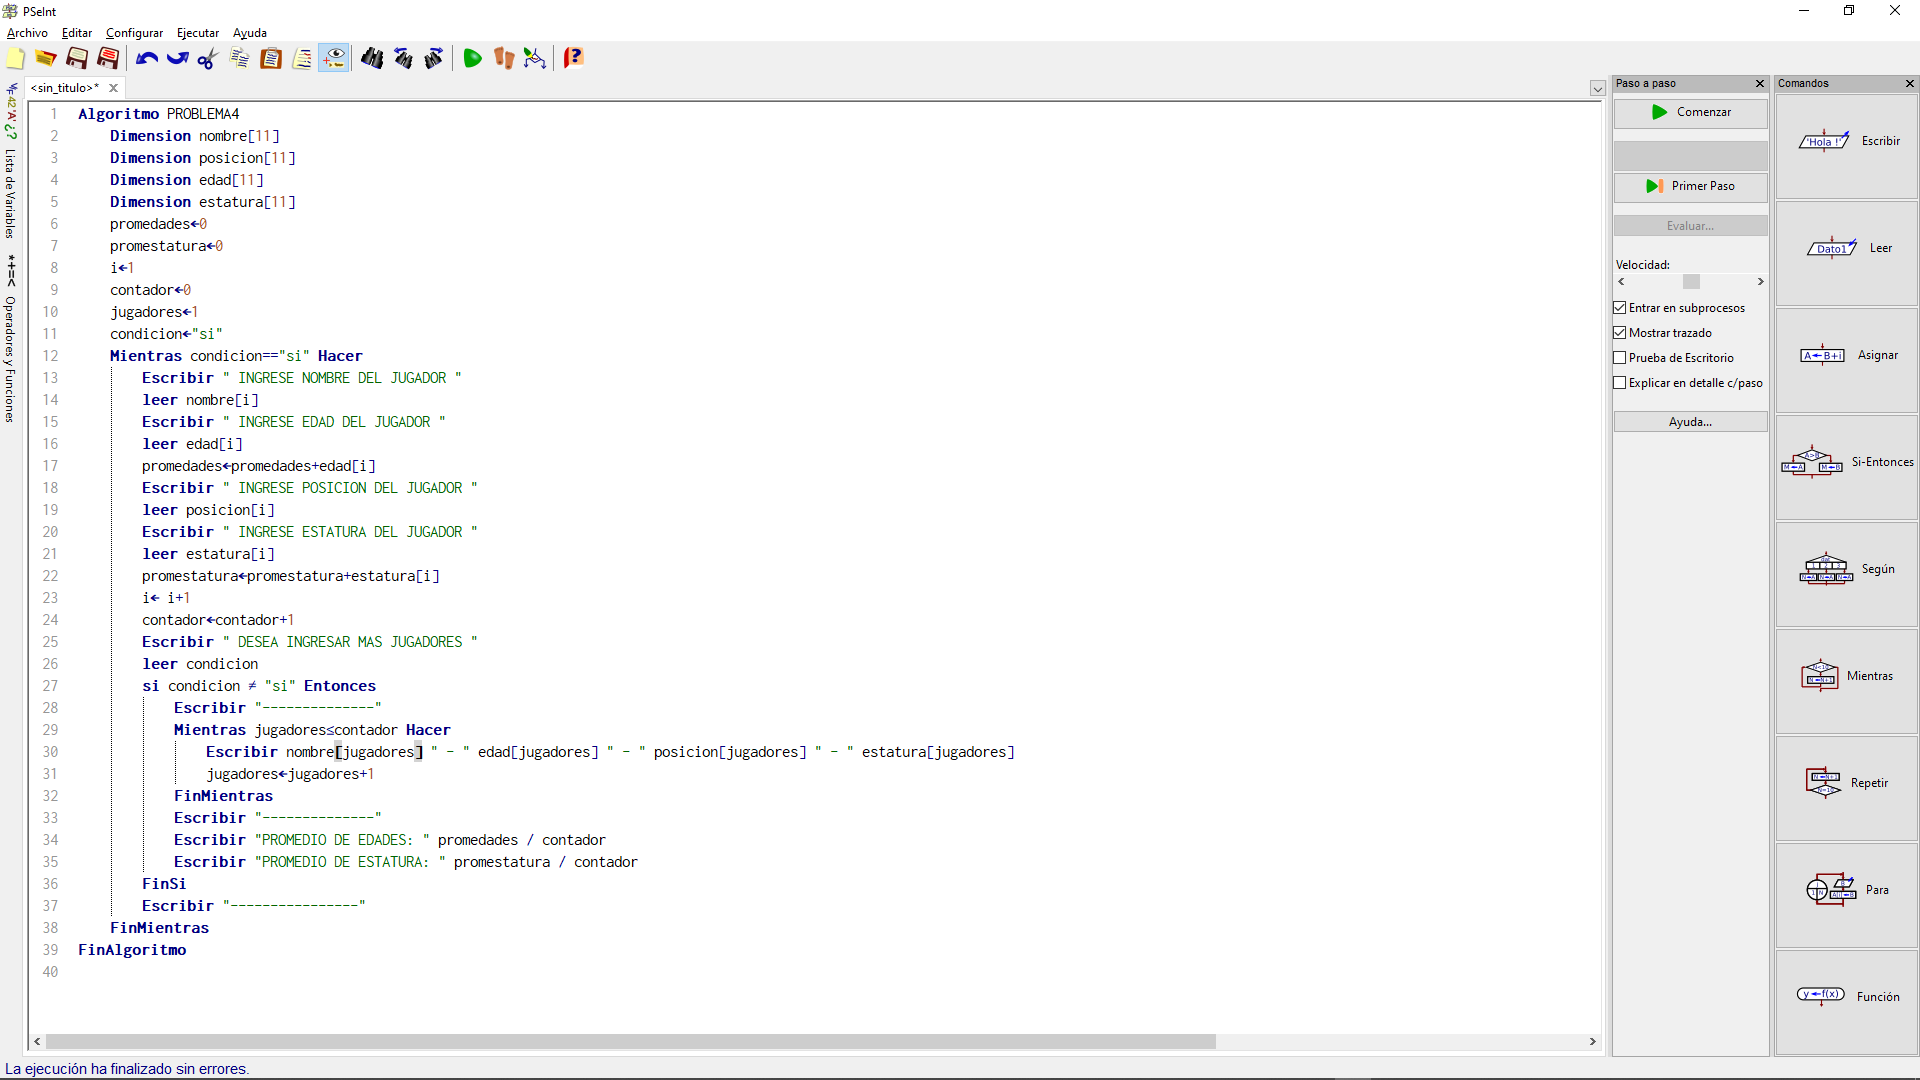 PSeInt
Archivo Editar Configurar Ejecutar Ayuda
<sin_titulo>*
Lista de Variables
*+=<
Operadores y Funciones
1 Algoritmo PROBLEMA4
2 Dimension nombre[11]
3 Dimension posicion[11]
4 Dimension edad[11]
5 Dimension estatura[11]
6 promedades←0
7 promestatura←0
8 i←1
9 contador←0
10 jugadores←1
11 condicion←"si"
12 Mientras condicion=="si" Hacer
13 Escribir " INGRESE NOMBRE DEL JUGADOR "
14 leer nombre[i]
15 Escribir " INGRESE EDAD DEL JUGADOR "
16 leer edad[i]
17 promedades←promedades+edad[i]
18 Escribir " INGRESE POSICION DEL JUGADOR "
19 leer posicion[i]
20 Escribir " INGRESE ESTATURA DEL JUGADOR "
21 leer estatura[i]
22 promestatura←promestatura+estatura[i]
23 i← i+1
24 contador←contador+1
25 Escribir " DESEA INGRESAR MAS JUGADORES "
26 leer condicion
27 si condicion ≠ "si" Entonces
28 Escribir "--------------"
29 Mientras jugadores≤contador Hacer
30 Escribir nombre[jugadores] " - " edad[jugadores] " - " posicion[jugadores] " - " estatura[jugadores]
31 jugadores←jugadores+1
32 FinMientras
33 Escribir "--------------"
34 Escribir "PROMEDIO DE EDADES: " promedades / contador
35 Escribir "PROMEDIO DE ESTATURA: " promestatura / contador
36 FinSi
37 Escribir "----------------"
38 FinMientras
39 FinAlgoritmo
40
La ejecución ha finalizado sin errores.
Paso a paso
Comenzar
Primer Paso
Evaluar...
Velocidad:
Entrar en subprocesos
Mostrar trazado
Prueba de Escritorio
Explicar en detalle c/paso
Ayuda...
Comandos
'Hola !' Escribir
Dato1 Leer
A←B+i Asignar
A>B M←A M←B Si-Entonces
Según
Mientras
Repetir
Para
y←f(x) Función